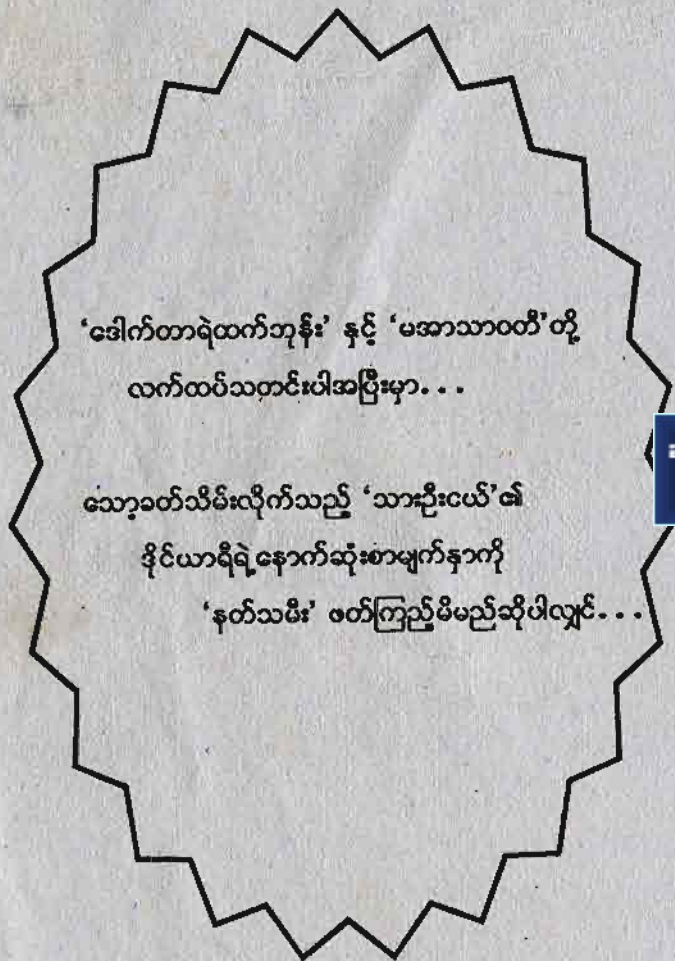 ‘ဒေါက်တာရဲထက်ဘုန်း’ နှင့် ‘မအာသာဝတီ’တို့
လက်ထပ်သတင်းပါအပြီးမှာ...
သော့ခတ်သိမ်းလိုက်သည့် ‘သားဦးငယ်’၏
ဒိုင်ယာရီရဲ့နောက်ဆုံးစာမျက်နှာကို
‘နတ်သမီး’ ဖတ်ကြည့်မိမည်ဆိုပါလျှင်...